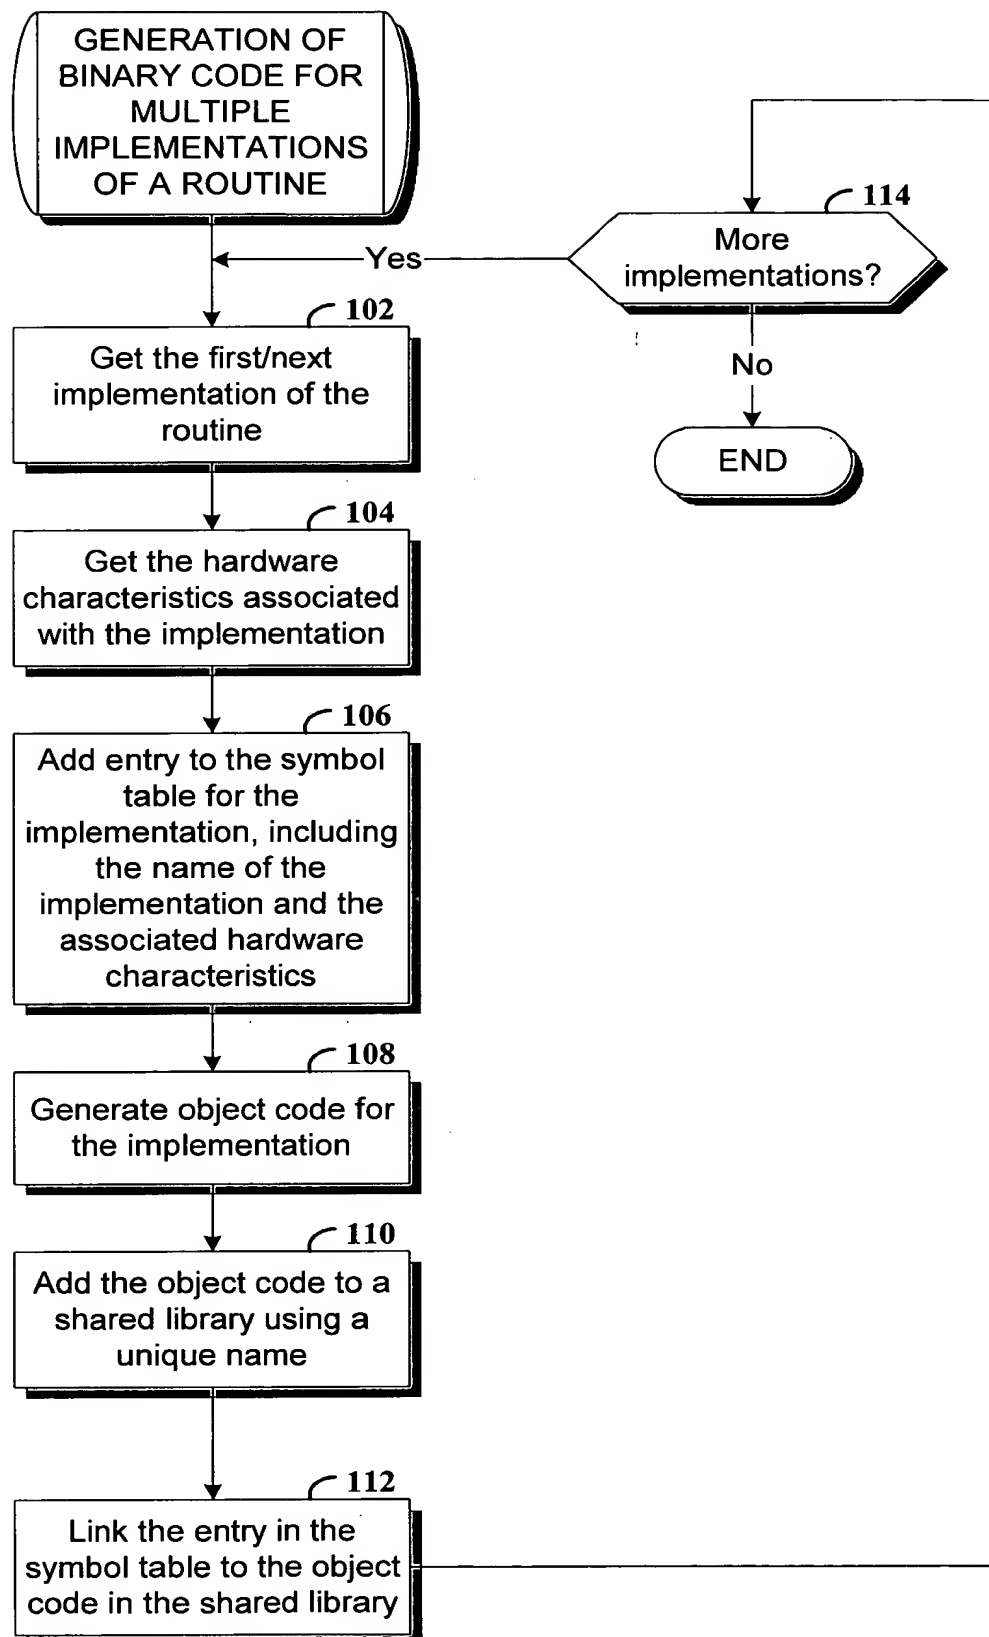 GENERATION OF
BINARY CODE FOR
MULTIPLE
IMPLEMENTATIONS
OF A ROUTINE
114
More
implementations?
Yes
No
END
102
Get the first/next
implementation of the
routine
104
Get the hardware
characteristics associated
with the implementation
106
Add entry to the symbol
table for the
implementation, including
the name of the
implementation and the
associated hardware
characteristics
108
Generate object code for
the implementation
110
Add the object code to a
shared library using a
unique name
112
Link the entry in the
symbol table to the object
code in the shared library